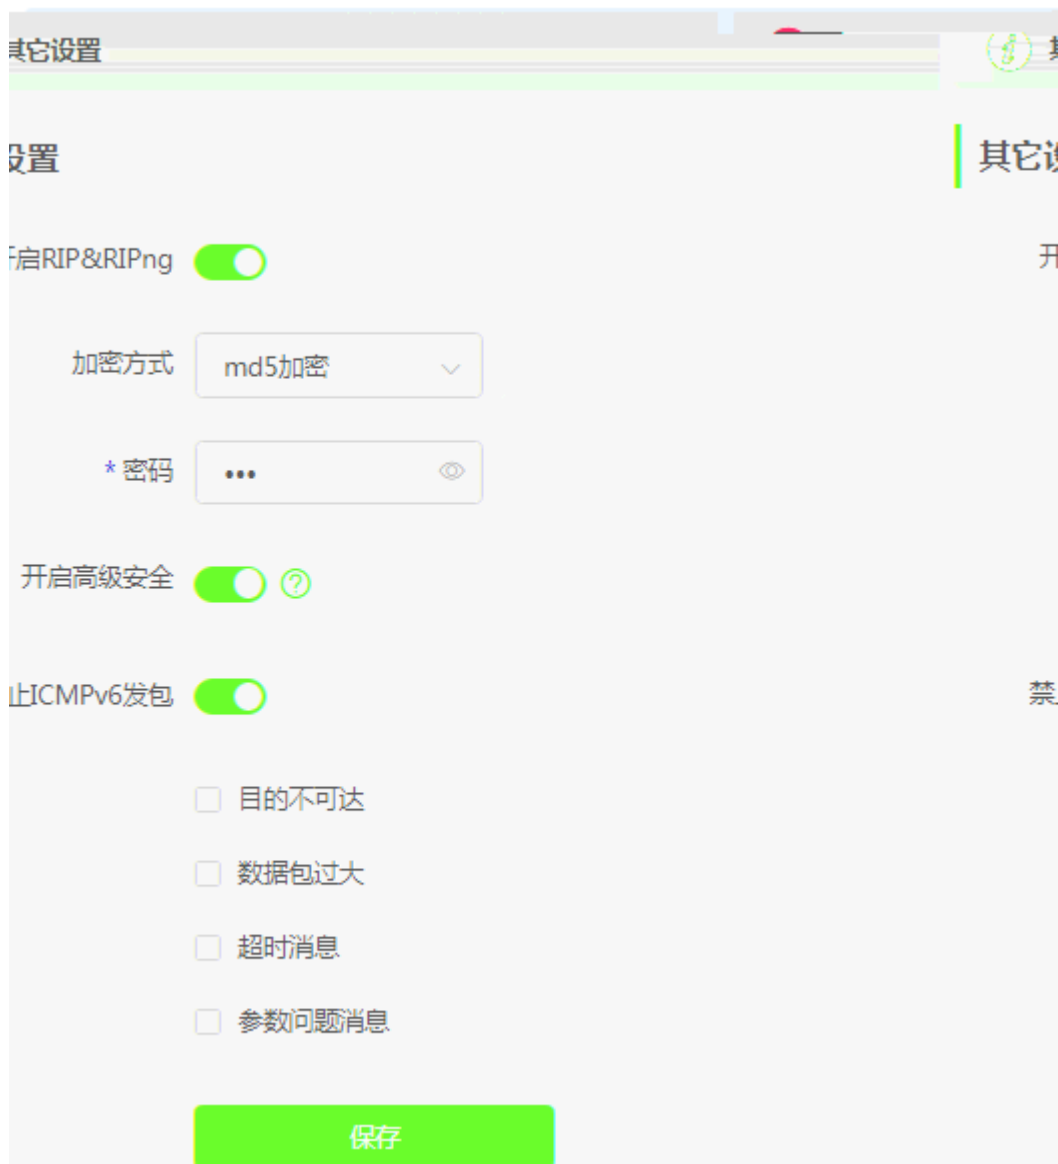 其它设置
设置
其它设
开启RIP&RIPng
开
加密方式
md5加密
* 密码
•••
开启高级安全
止ICMPv6发包
禁
目的不可达
数据包过大
超时消息
参数问题消息
保存